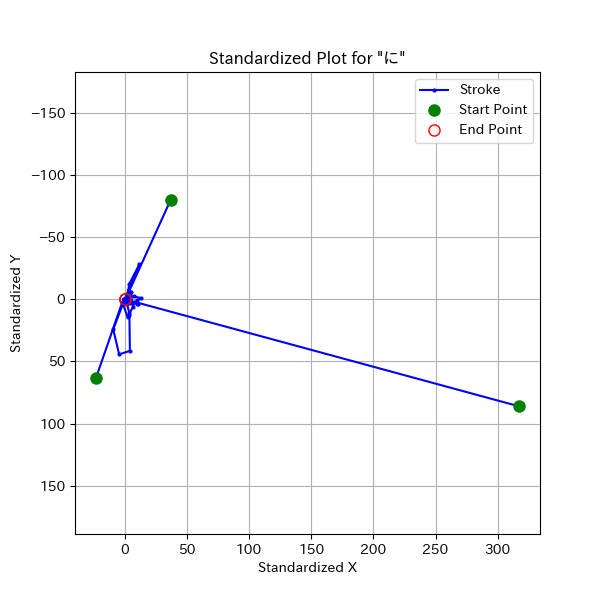 Standardized Plot for "に"
Stroke
Start Point
End Point
−150
−100
−50
0
50
100
150
Standardized Y
0 50 100 150 200 250 300
Standardized X